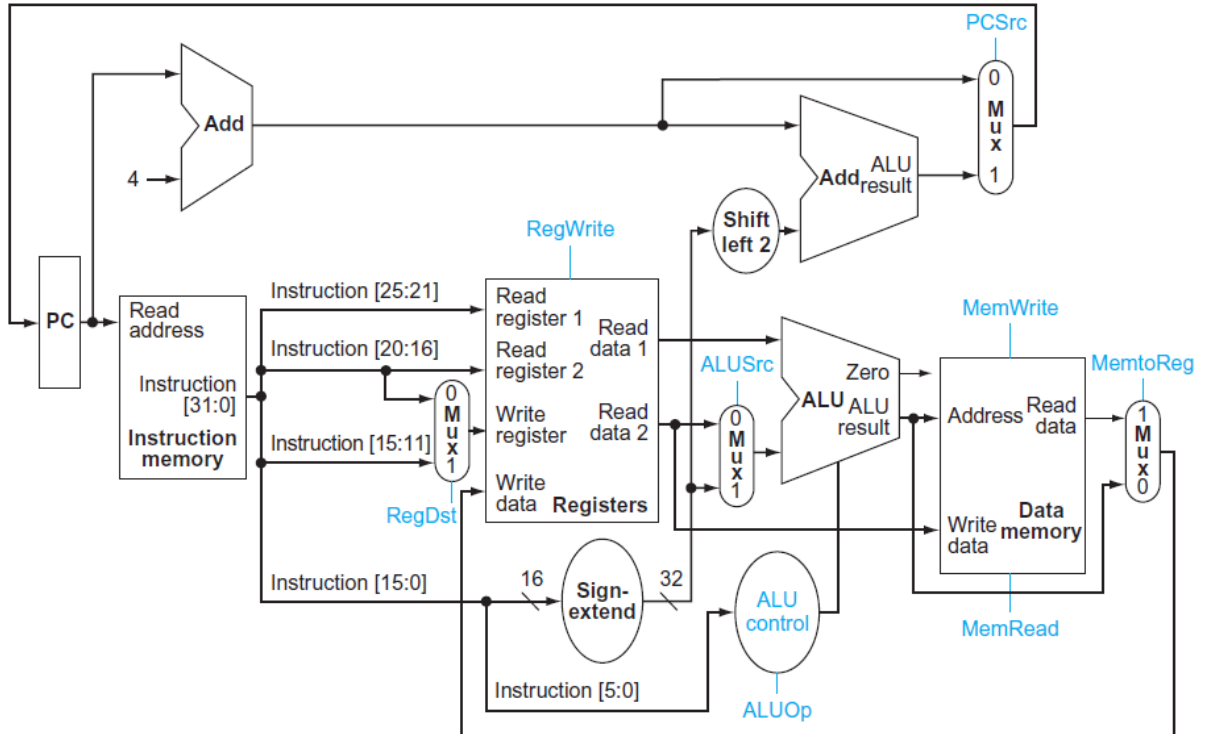 PCSrc
0
M
u
x
1
Add
4
Add
ALU
result
Shift
left 2
RegWrite
PC
Read
address
Instruction
[31:0]
Instruction
memory
Instruction [25:21]
Instruction [20:16]
Instruction [15:11]
0
M
u
x
1
RegDst
Read
register 1
Read
register 2
Write
register
Write
data
Read
data 1
Read
data 2
Registers
ALUSrc
0
M
u
x
1
Zero
ALU
ALU
result
MemWrite
Address
Read
data
Write
data
Data
memory
MemRead
MemtoReg
1
M
u
x
0
Instruction [15:0]
16
Sign-
extend
32
ALU
control
Instruction [5:0]
ALUOp